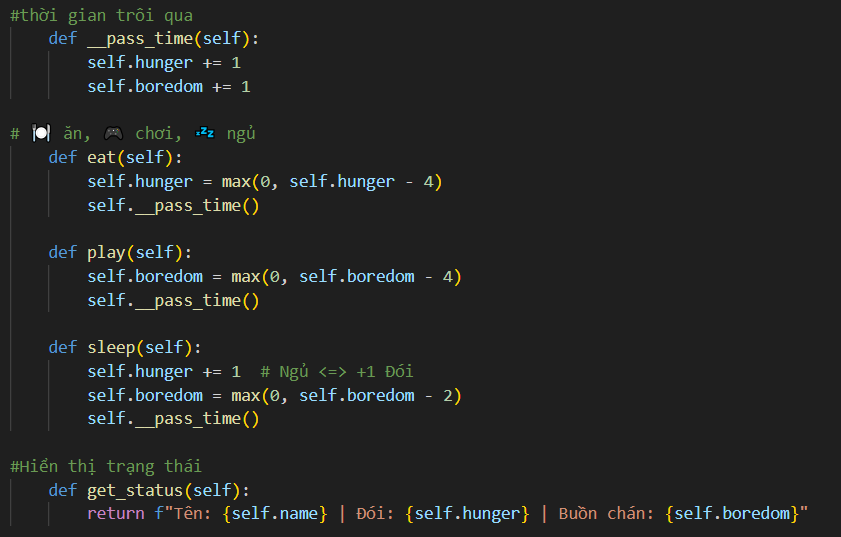 #thời gian trôi qua
    def __pass_time(self):
        self.hunger += 1
        self.boredom += 1
# 🍽️ ăn, 🎮 chơi, 💤 ngủ
    def eat(self):
        self.hunger = max(0, self.hunger - 4)
        self.__pass_time()
    def play(self):
        self.boredom = max(0, self.boredom - 4)
        self.__pass_time()
    def sleep(self):
        self.hunger += 1  # Ngủ <=> +1 Đói
        self.boredom = max(0, self.boredom - 2)
        self.__pass_time()
#Hiển thị trạng thái
    def get_status(self):
        return f"Tên: {self.name} | Đói: {self.hunger} | Buồn chán: {self.boredom}"